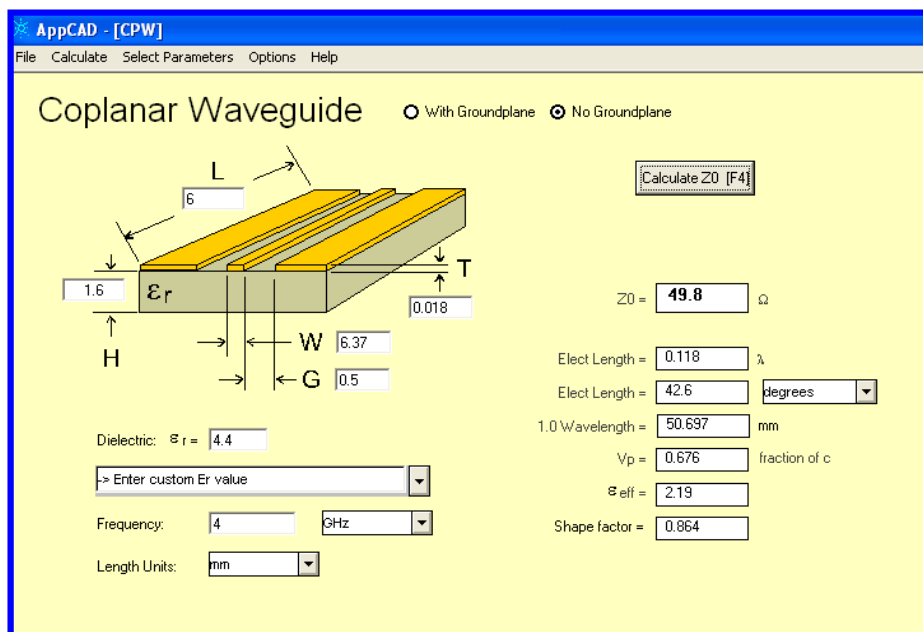 AppCAD - [CPW]
File Calculate Select Parameters Options Help
Coplanar Waveguide
With Groundplane No Groundplane
Calculate Z0 [F4]
L
6
1.6
εr
T
0.018
H
W 6.37
G 0.5
Z0 = 49.8 Ω
Elect Length = 0.118 λ
Elect Length = 42.6 degrees
1.0 Wavelength = 50.697 mm
Vp = 0.676 fraction of c
εeff = 2.19
Shape factor = 0.864
Dielectric: εr = 4.4
-> Enter custom Er value
Frequency: 4 GHz
Length Units: mm